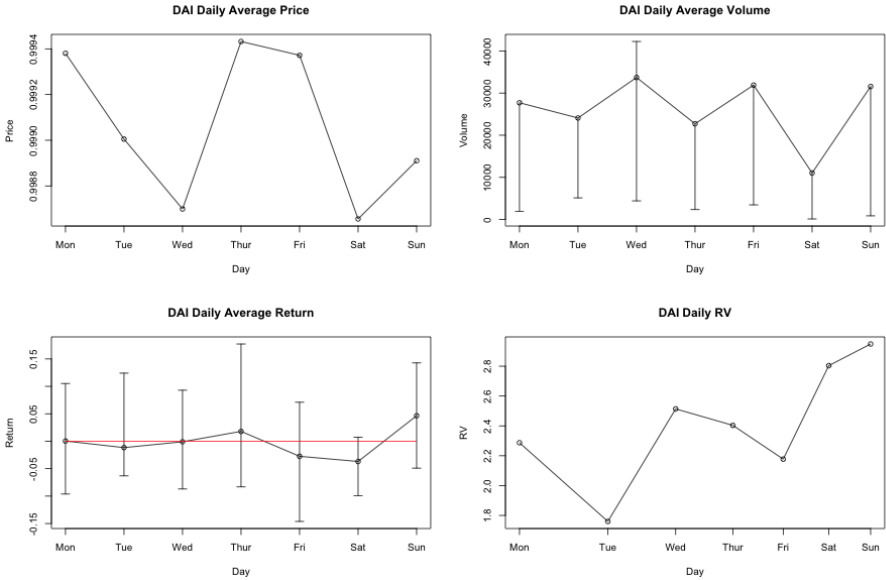 DAI Daily Average Price
Price
0.9994
0.9992
0.9990
0.9988
Mon Tue Wed Thur Fri Sat Sun
Day
DAI Daily Average Volume
Volume
40000
30000
20000
10000
0
Mon Tue Wed Thur Fri Sat Sun
Day
DAI Daily Average Return
Return
0.15
0.05
-0.05
-0.15
Mon Tue Wed Thur Fri Sat Sun
Day
DAI Daily RV
RV
2.8
2.6
2.4
2.2
2.0
1.8
Mon Tue Wed Thur Fri Sat Sun
Day